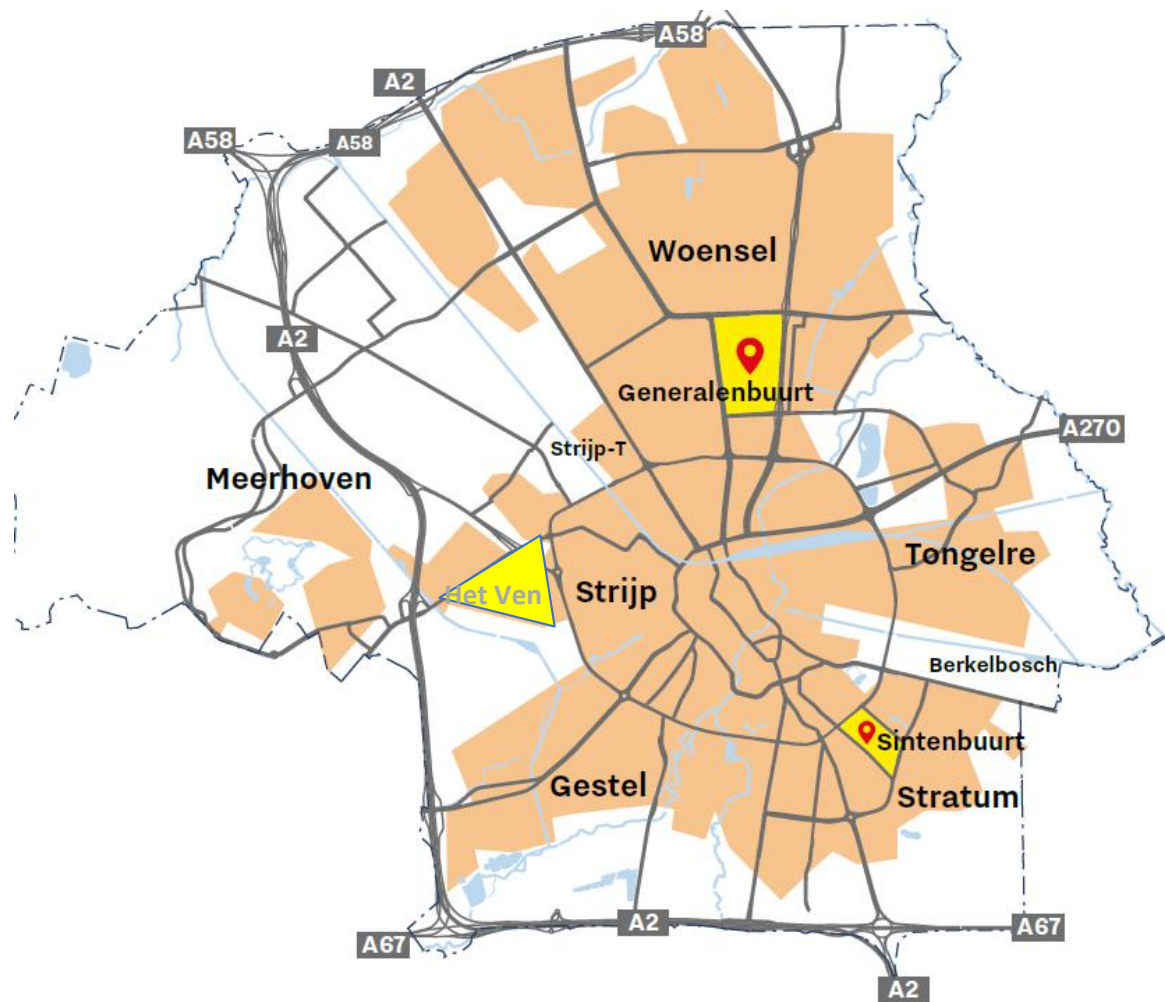 A58
A2
A58
A58
Woensel
A2
Generalenbuurt
A270
Strijp-T
Meerhoven
Tongelre
Het Ven
Strijp
Berkelbosch
Sintenbuurt
Gestel
Stratum
A2
A67
A67
A2